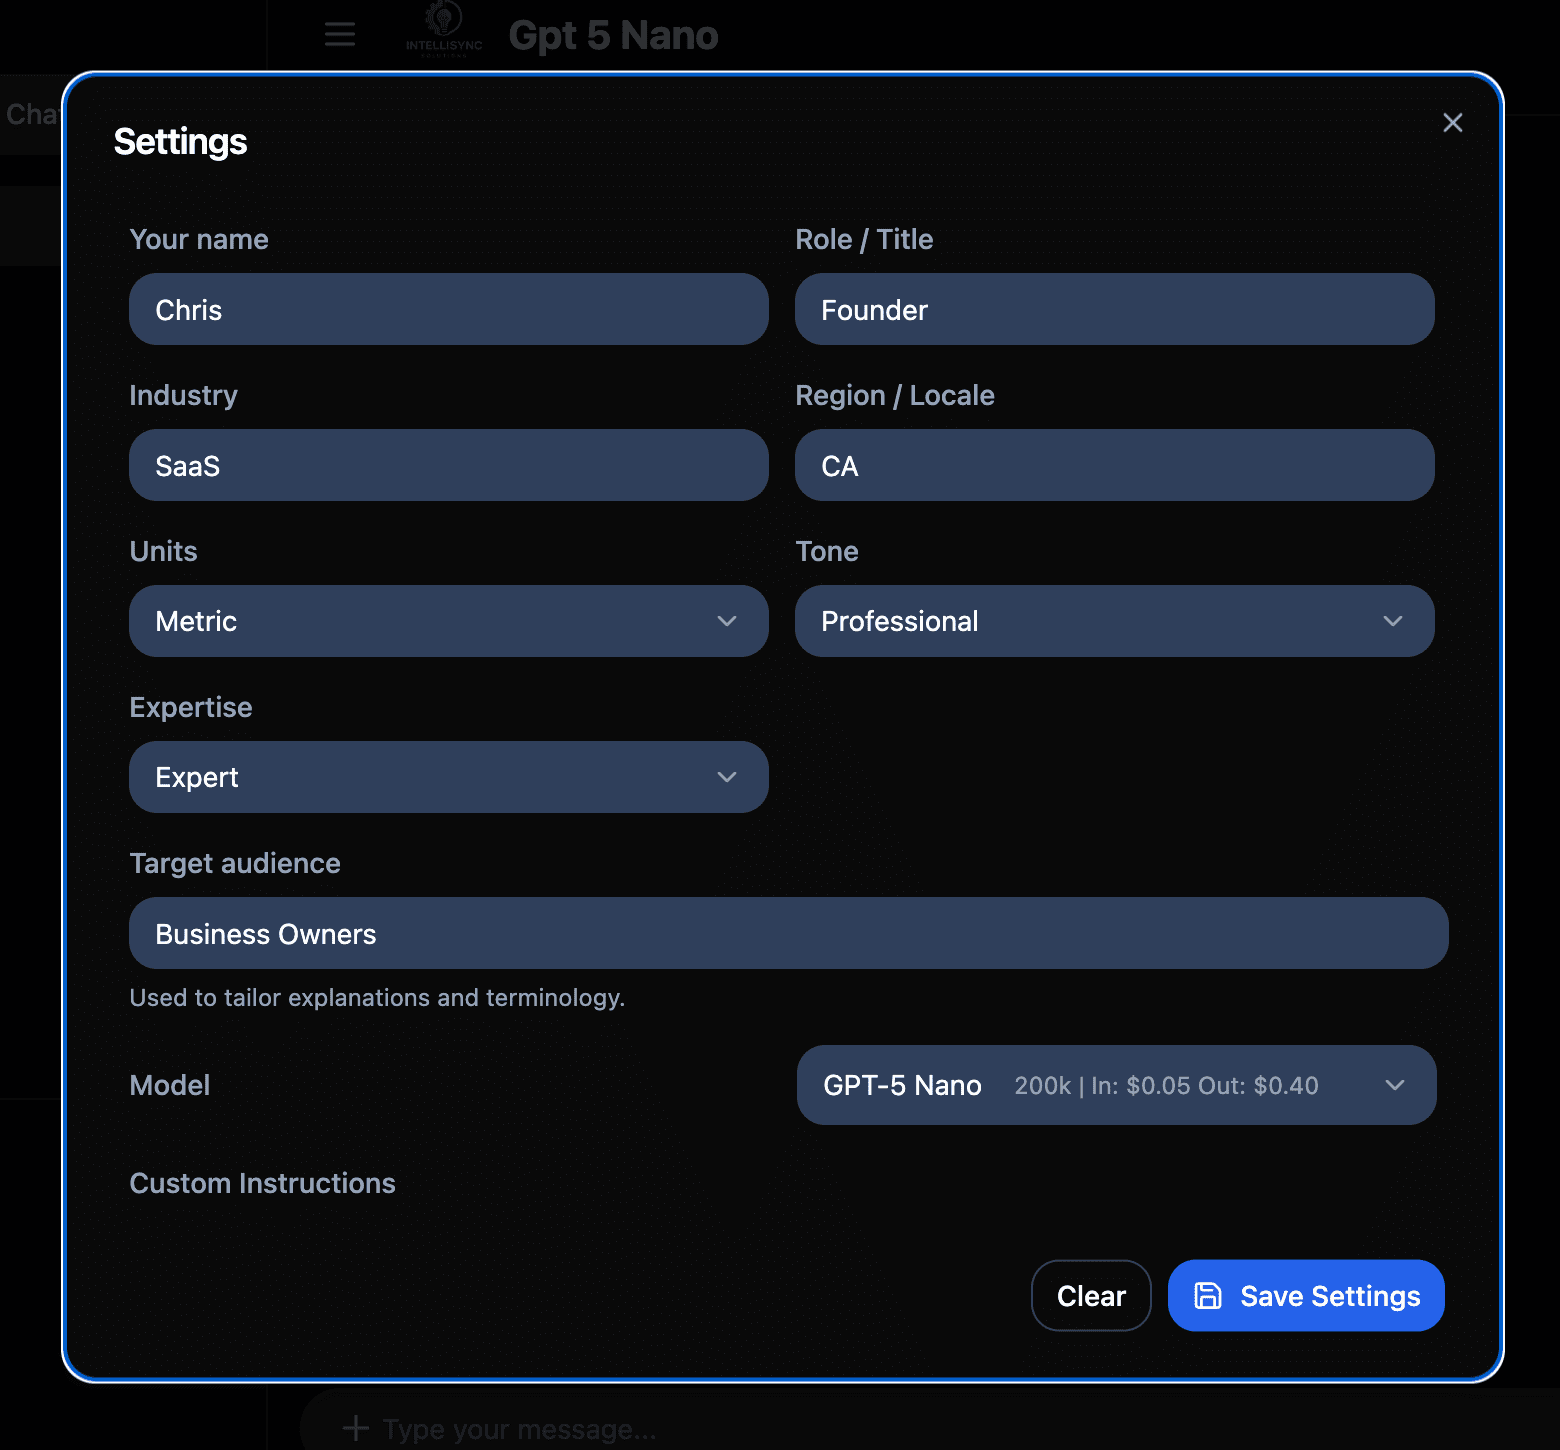 INTELLISYNC
SOLUTIONS
Gpt 5 Nano
Settings
Your name
Role / Title
Chris
Founder
Industry
Region / Locale
SaaS
CA
Units
Tone
Metric
Professional
Expertise
Expert
Target audience
Business Owners
Used to tailor explanations and terminology.
Model
GPT-5 Nano 200k | In: $0.05 Out: $0.40
Custom Instructions
Clear
Save Settings
Type your message...